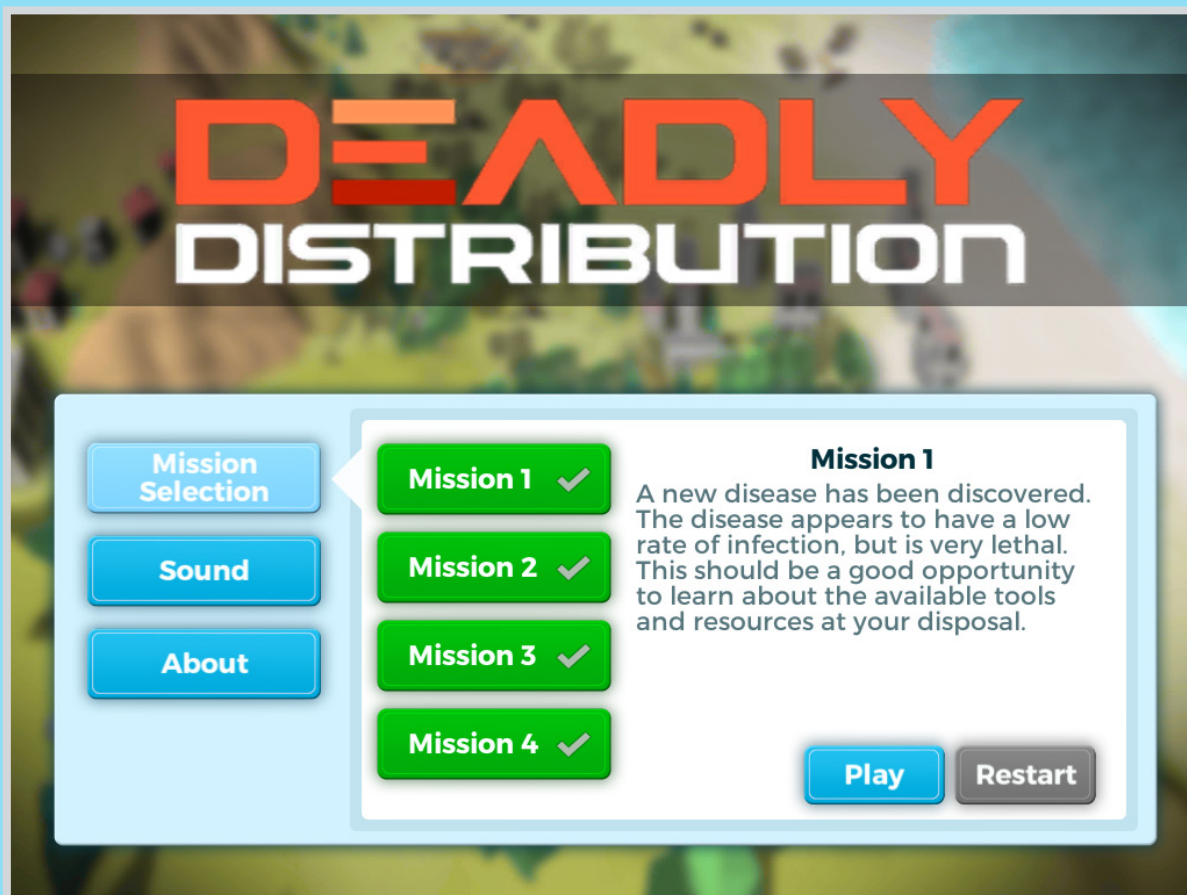 DEADLY
DISTRIBUTION
Mission
Selection
Sound
About
Mission 1
Mission 2
Mission 3
Mission 4
Mission 1
A new disease has been discovered.
The disease appears to have a low
rate of infection, but is very lethal.
This should be a good opportunity
to learn about the available tools
and resources at your disposal.
Play
Restart